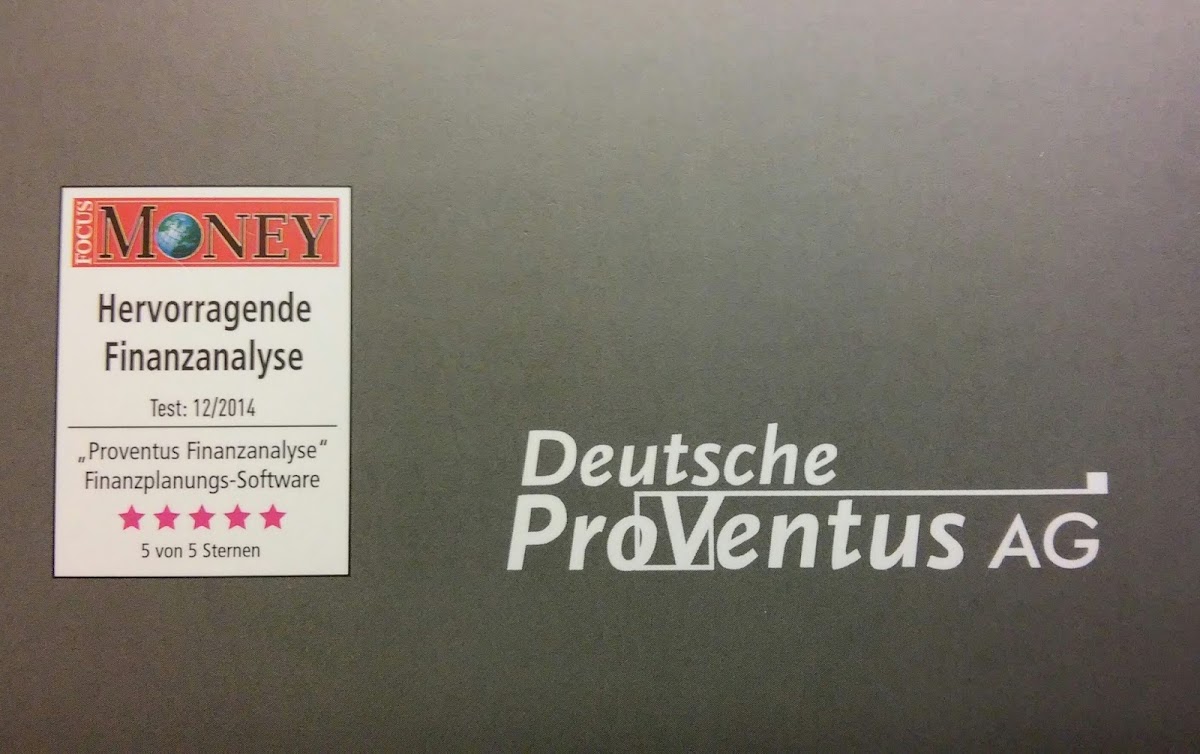 FOCUS
MONEY
Hervorragende
Finanzanalyse
Test: 12/2014
„Proventus Finanzanalyse“
Finanzplanungs-Software
5 von 5 Sternen
Deutsche
ProVentus AG